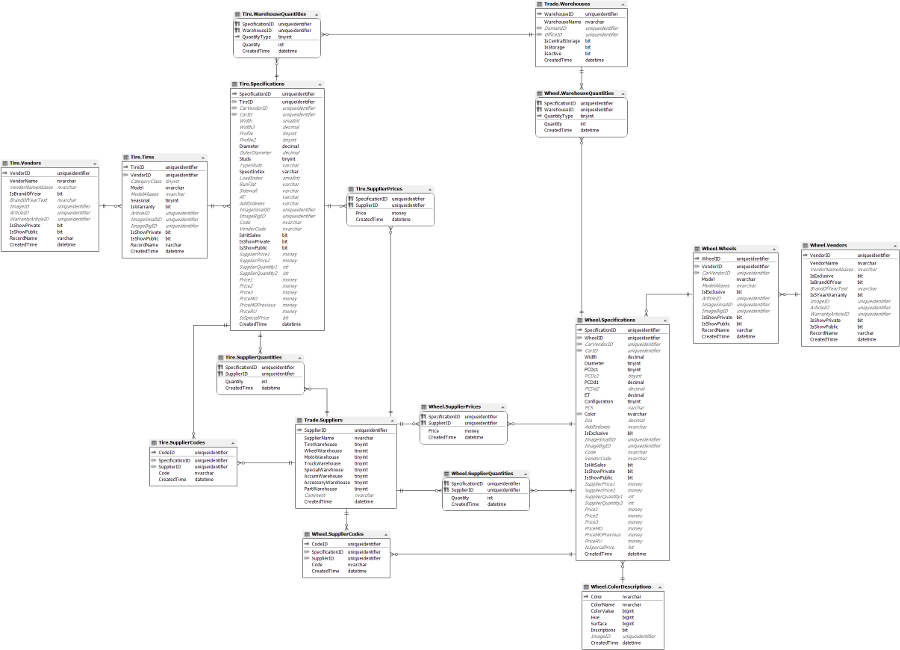 Tire.WarehouseQuantities
SpecificationID uniqueidentifier
WarehouseID uniqueidentifier
QuantityType tinyint
Quantity int
CreatedTime datetime
Trade.Warehouses
WarehouseID uniqueidentifier
WarehouseName nvarchar
DomainID uniqueidentifier
OfficeID uniqueidentifier
IsCentralStorage bit
IsStorage bit
IsActive bit
CreatedTime datetime
Tire.Specifications
SpecificationID uniqueidentifier
TireID uniqueidentifier
CarVendorID uniqueidentifier
CarID uniqueidentifier
Width smallint
Width2 decimal
Profile tinyint
Profile2 tinyint
Diameter decimal
OuterDiameter decimal
Studs tinyint
TypeStuds varchar
SpeedIndex varchar
LoadIndex smallint
RunFlat varchar
Sidewall varchar
AT varchar
AddIndexes varchar
ImageSmallID uniqueidentifier
ImageBigID uniqueidentifier
Code nvarchar
VendorCode nvarchar
IsHitSales bit
IsShowPrivate bit
IsShowPublic bit
SupplierPrice1 money
SupplierPrice2 money
SupplierQuantity1 int
SupplierQuantity2 int
Price1 money
Price2 money
Price3 money
PriceMO money
PriceMOPrevious money
PriceRU money
IsSpecialPrice bit
CreatedTime datetime
Wheel.WarehouseQuantities
SpecificationID uniqueidentifier
WarehouseID uniqueidentifier
QuantityType tinyint
Quantity int
CreatedTime datetime
Tire.Vendors
VendorID uniqueidentifier
VendorName nvarchar
VendorNameAliases nvarchar
IsBrandOfYear bit
BrandOfYearText nvarchar
ImageID uniqueidentifier
ArticleID uniqueidentifier
WarrantyArticleID uniqueidentifier
IsShowPrivate bit
IsShowPublic bit
RecordName varchar
CreatedTime datetime
Tire.Tires
TireID uniqueidentifier
VendorID uniqueidentifier
CategoryClass tinyint
Model nvarchar
ModelAliases nvarchar
Seasonal tinyint
IsWarranty bit
ArticleID uniqueidentifier
ImageSmallID uniqueidentifier
ImageBigID uniqueidentifier
IsShowPrivate bit
IsShowPublic bit
RecordName varchar
CreatedTime datetime
Tire.SupplierPrices
SpecificationID uniqueidentifier
SupplierID uniqueidentifier
Price money
CreatedTime datetime
Wheel.Wheels
WheelID uniqueidentifier
VendorID uniqueidentifier
CarVendorID uniqueidentifier
Model nvarchar
ModelAliases nvarchar
IsExclusive bit
ArticleID uniqueidentifier
ImageSmallID uniqueidentifier
ImageBigID uniqueidentifier
IsShowPrivate bit
IsShowPublic bit
RecordName varchar
CreatedTime datetime
Wheel.Vendors
VendorID uniqueidentifier
VendorName nvarchar
VendorNameAliases nvarchar
IsExclusive bit
IsBrandOfYear bit
BrandOfYearText nvarchar
Is5YearWarranty bit
ImageID uniqueidentifier
ArticleID uniqueidentifier
WarrantyArticleID uniqueidentifier
IsShowPrivate bit
IsShowPublic bit
RecordName varchar
CreatedTime datetime
Wheel.Specifications
SpecificationID uniqueidentifier
WheelID uniqueidentifier
CarVendorID uniqueidentifier
CarID uniqueidentifier
Width decimal
Diameter tinyint
PCDc1 tinyint
PCDc2 tinyint
PCDd1 decimal
PCDd2 decimal
ET decimal
Configuration tinyint
PCS varchar
Color nvarchar
DIA decimal
AddIndexes nvarchar
IsExclusive bit
ImageSmallID uniqueidentifier
ImageBigID uniqueidentifier
Code nvarchar
VendorCode nvarchar
IsHitSales bit
IsShowPrivate bit
IsShowPublic bit
SupplierPrice1 money
SupplierPrice2 money
SupplierQuantity1 int
SupplierQuantity2 int
Price1 money
Price2 money
Price3 money
PriceMO money
PriceMOPrevious money
PriceRU money
IsSpecialPrice bit
CreatedTime datetime
Tire.SupplierQuantities
SpecificationID uniqueidentifier
SupplierID uniqueidentifier
Quantity int
CreatedTime datetime
Trade.Suppliers
SupplierID uniqueidentifier
SupplierName nvarchar
TireWarehouse tinyint
WheelWarehouse tinyint
MotoWarehouse tinyint
TruckWarehouse tinyint
SpecialWarehouse tinyint
AccumWarehouse tinyint
AccessoryWarehouse tinyint
PartWarehouse tinyint
Comment nvarchar
CreatedTime datetime
Wheel.SupplierPrices
SpecificationID uniqueidentifier
SupplierID uniqueidentifier
Price money
CreatedTime datetime
Tire.SupplierCodes
CodeID uniqueidentifier
SpecificationID uniqueidentifier
SupplierID uniqueidentifier
Code nvarchar
CreatedTime datetime
Wheel.SupplierQuantities
SpecificationID uniqueidentifier
SupplierID uniqueidentifier
Quantity int
CreatedTime datetime
Wheel.SupplierCodes
CodeID uniqueidentifier
SpecificationID uniqueidentifier
SupplierID uniqueidentifier
Code nvarchar
CreatedTime datetime
Wheel.ColorDescriptions
Color nvarchar
ColorName nvarchar
ColorValue bigint
Hue bigint
Surface bigint
Inscriptions bit
ImageID uniqueidentifier
CreatedTime datetime